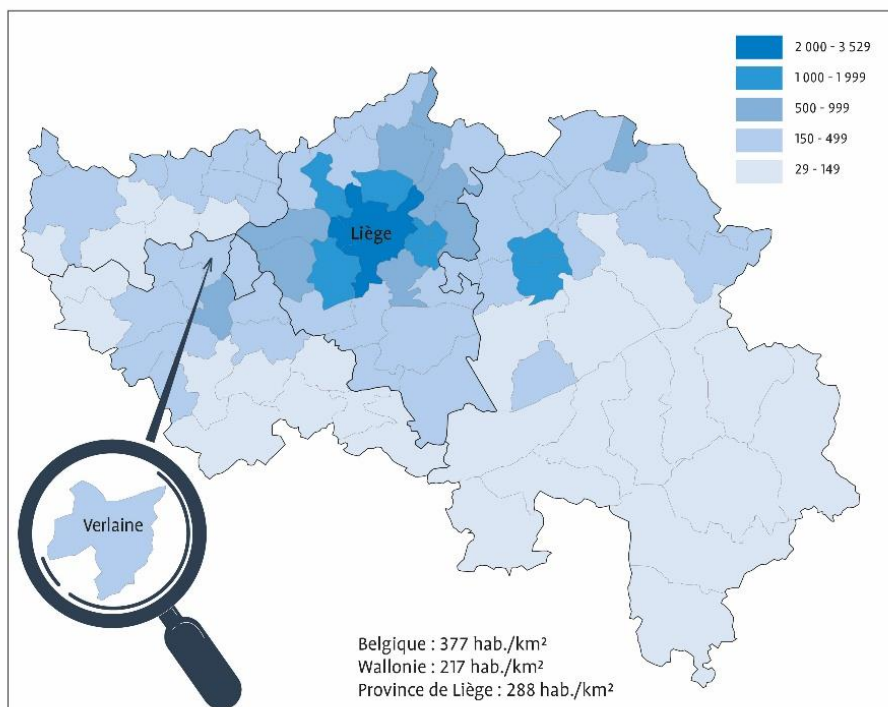 2 000 - 3 529
1 000 - 1 999
500 - 999
150 - 499
29 - 149
Liège
Verlaine
Belgique : 377 hab./km²
Wallonie : 217 hab./km²
Province de Liège : 288 hab./km²